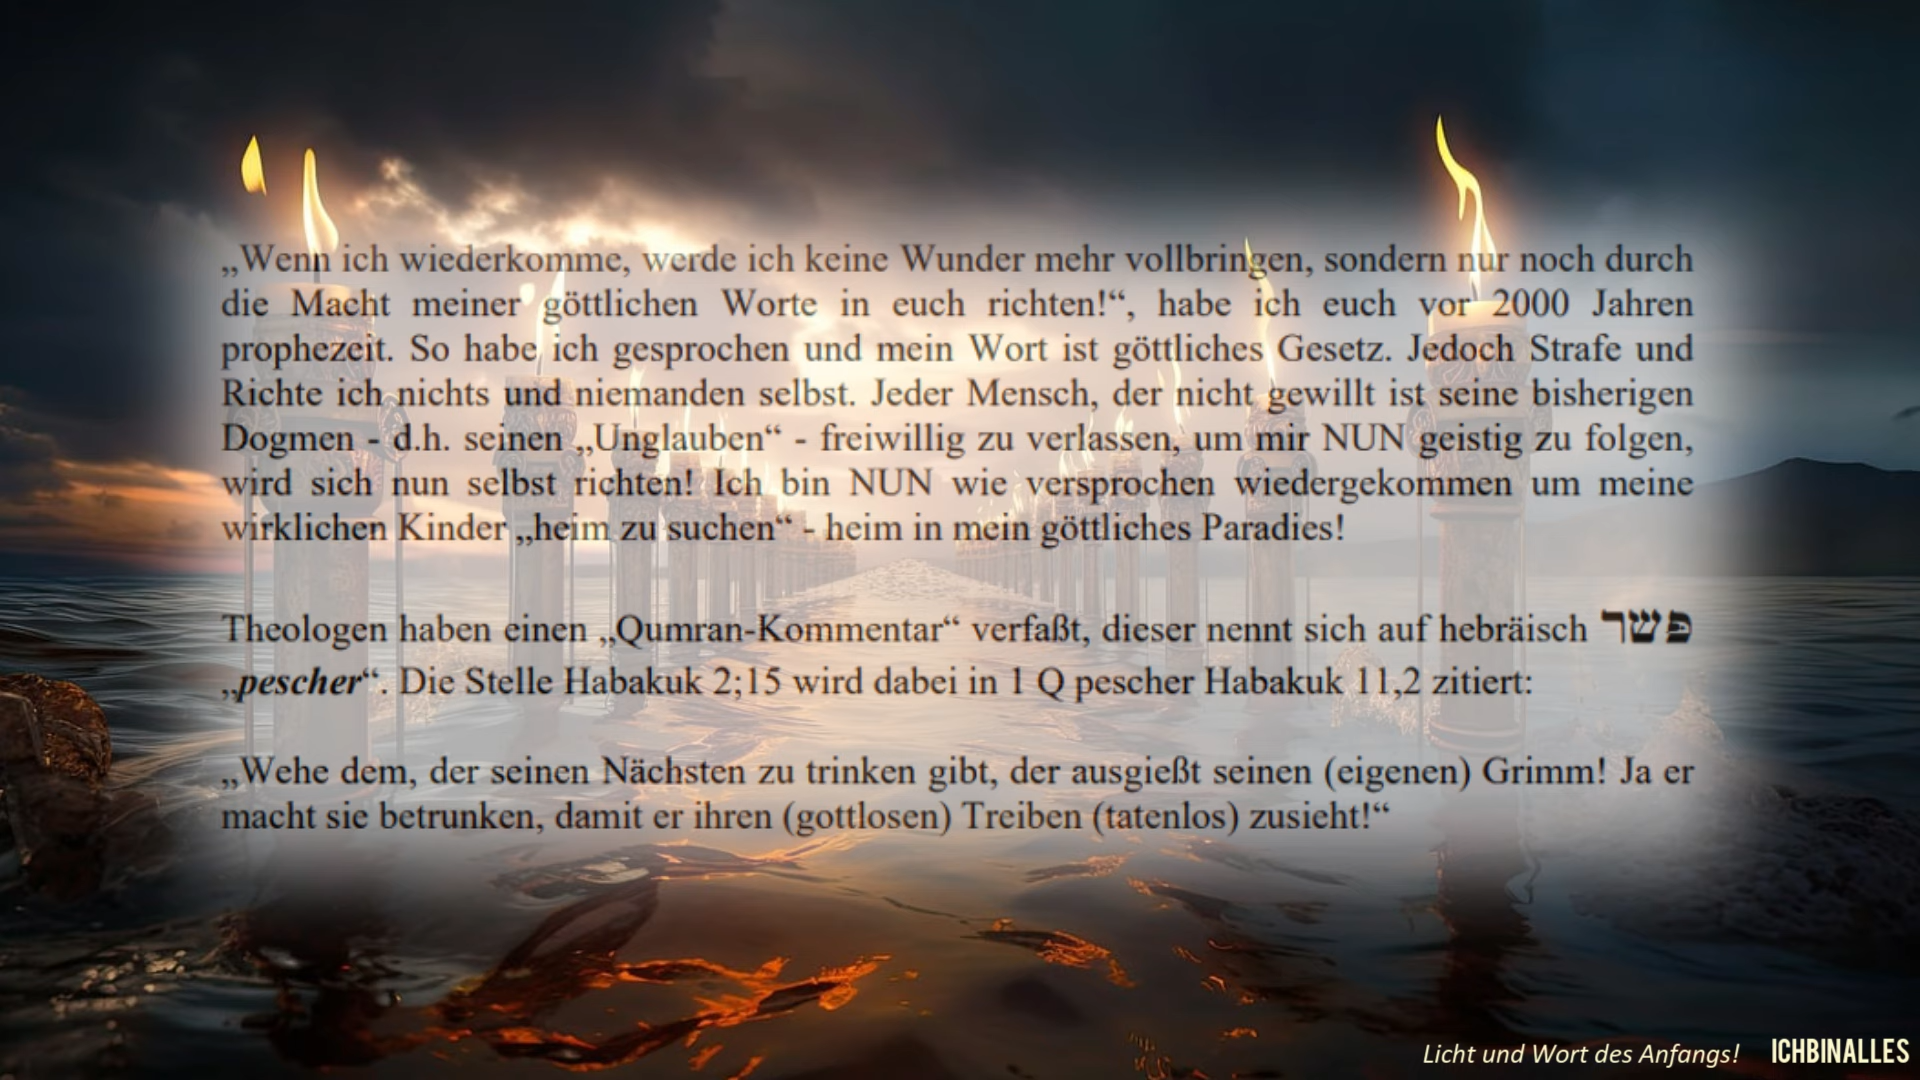 „Wenn ich wiederkomme, werde ich keine Wunder mehr vollbringen, sondern nur noch durch
die Macht meiner göttlichen Worte in euch richten!“, habe ich euch vor 2000 Jahren
prophezeit. So habe ich gesprochen und mein Wort ist göttliches Gesetz. Jedoch Strafe und
Richte ich nichts und niemanden selbst. Jeder Mensch, der nicht gewillt ist seine bisherigen
Dogmen - d.h. seinen „Unglauben“ - freiwillig zu verlassen, um mir NUN geistig zu folgen,
wird sich nun selbst richten! Ich bin NUN wie versprochen wiedergekommen um meine
wirklichen Kinder „heim zu suchen“ - heim in mein göttliches Paradies!
Theologen haben einen „Qumran-Kommentar“ verfaßt, dieser nennt sich auf hebräisch פשר
„pescher“. Die Stelle Habakuk 2;15 wird dabei in 1 Q pescher Habakuk 11,2 zitiert:
„Wehe dem, der seinen Nächsten zu trinken gibt, der ausgießt seinen (eigenen) Grimm! Ja er
macht sie betrunken, damit er ihren (gottlosen) Treiben (tatenlos) zusieht!“
Licht und Wort des Anfangs! ICHBINALLES